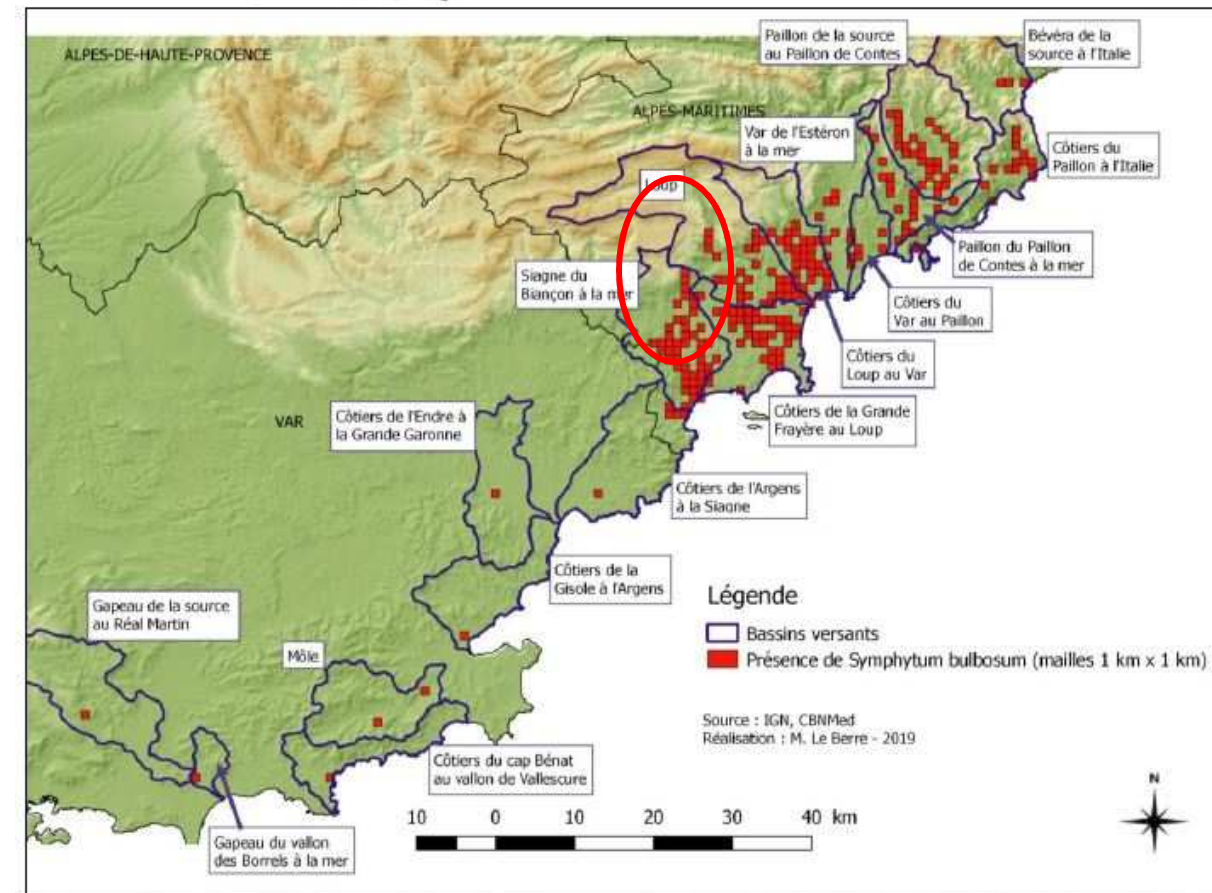 ALPES-DE-HAUTE-PROVENCE
Paillon de la source
au Paillon de Contes
Bévéra de la
source à l'Italie
ALPES-MARITIMES
Var de l'Estéron
à la mer
Côtiers du
Paillon à l'Italie
Loup
Paillon du Paillon
de Contes à la mer
Siagne du
Biançon à la mer
Côtiers du
Var au Paillon
Côtiers du
Loup au Var
VAR
Côtiers de l'Endre à
la Grande Garonne
Côtiers de la Grande
Frayère au Loup
Côtiers de l'Argens
à la Siagne
Côtiers de la
Gisole à l'Argens
Gapeau de la source
au Réal Martin
Môle
Côtiers du cap Bénat
au vallon de Vallescure
Gapeau du vallon
des Borrels à la mer
Légende
Bassins versants
Présence de Symphytum bulbosum (mailles 1 km x 1 km)
Source : IGN, CBNMed
Réalisation : M. Le Berre - 2019
N
10 0 10 20 30 40 km